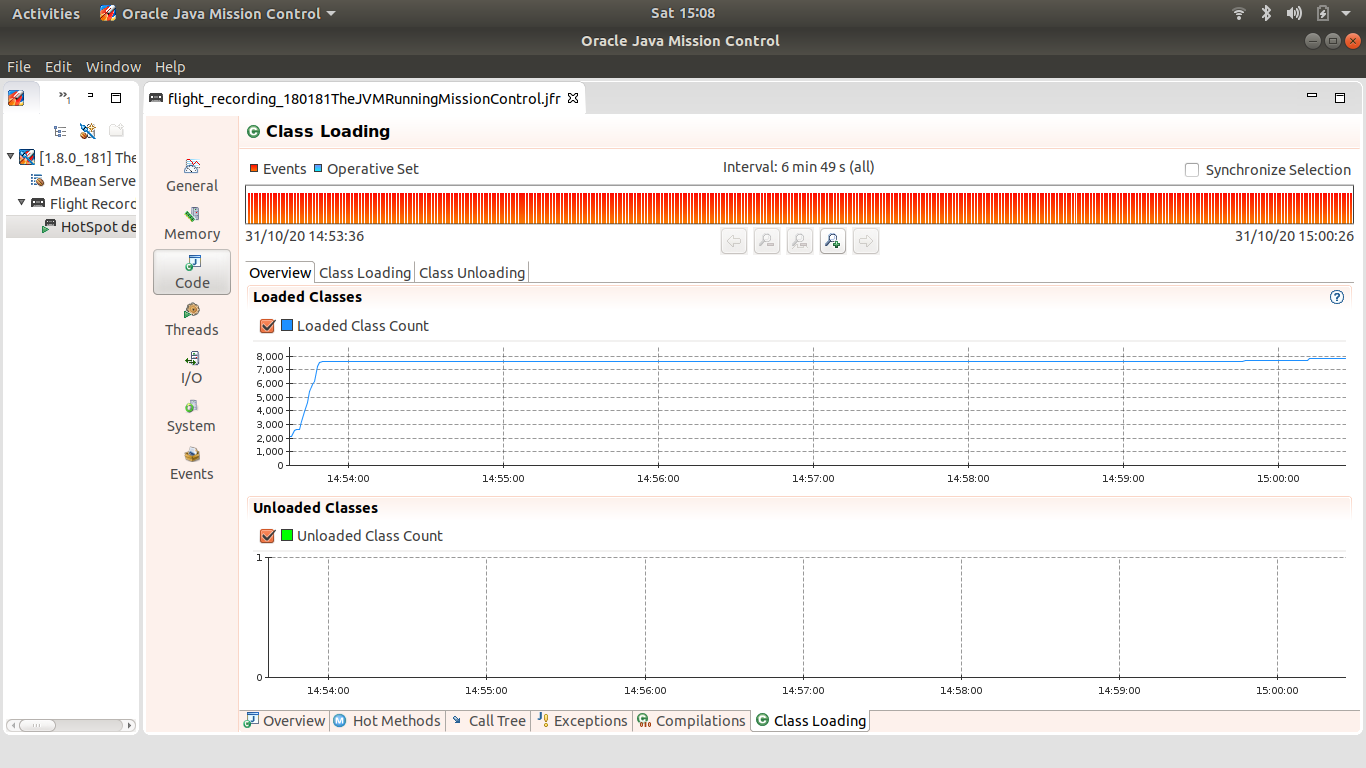 Activities Oracle Java Mission Control Sat 15:08
Oracle Java Mission Control
File Edit Window Help
»1
flight_recording_180181TheJVMRunningMissionControl.jfr
[1.8.0_181] The
MBean Serve
Flight Recorc
HotSpot de
General
Memory
Code
Threads
I/O
System
Events
Class Loading
Events Operative Set Interval: 6 min 49 s (all) Synchronize Selection
31/10/20 14:53:36 31/10/20 15:00:26
Overview Class Loading Class Unloading
Loaded Classes
Loaded Class Count
8,000
7,000
6,000
5,000
4,000
3,000
2,000
1,000
0
14:54:00 14:55:00 14:56:00 14:57:00 14:58:00 14:59:00 15:00:00
Unloaded Classes
Unloaded Class Count
1
0
14:54:00 14:55:00 14:56:00 14:57:00 14:58:00 14:59:00 15:00:00
Overview Hot Methods Call Tree Exceptions Compilations Class Loading